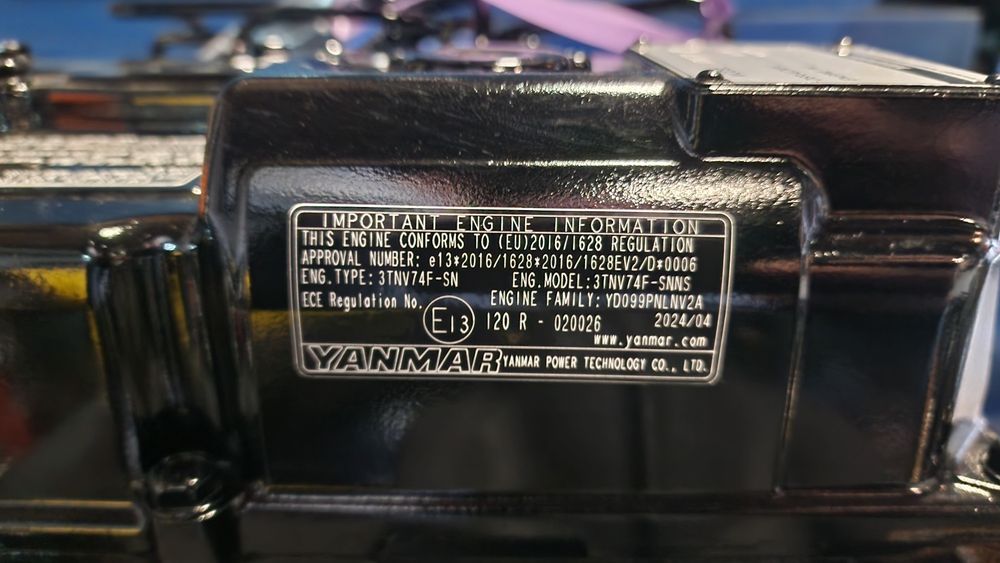 IMPORTANT ENGINE INFORMATION
THIS ENGINE CONFORMS TO (EU)2016/1628 REGULATION
APPROVAL NUMBER: e13*2016/1628*2016/1628EV2/D*0006
ENG.TYPE: 3TNV74F-SN ENG.MODEL: 3TNV74F-SNNS
ECE Regulation No. ENGINE FAMILY: YD099PNLNV2A
E13 120 R - 020026 2024/04
www.yanmar.com
YANMAR YANMAR POWER TECHNOLOGY CO., LTD.